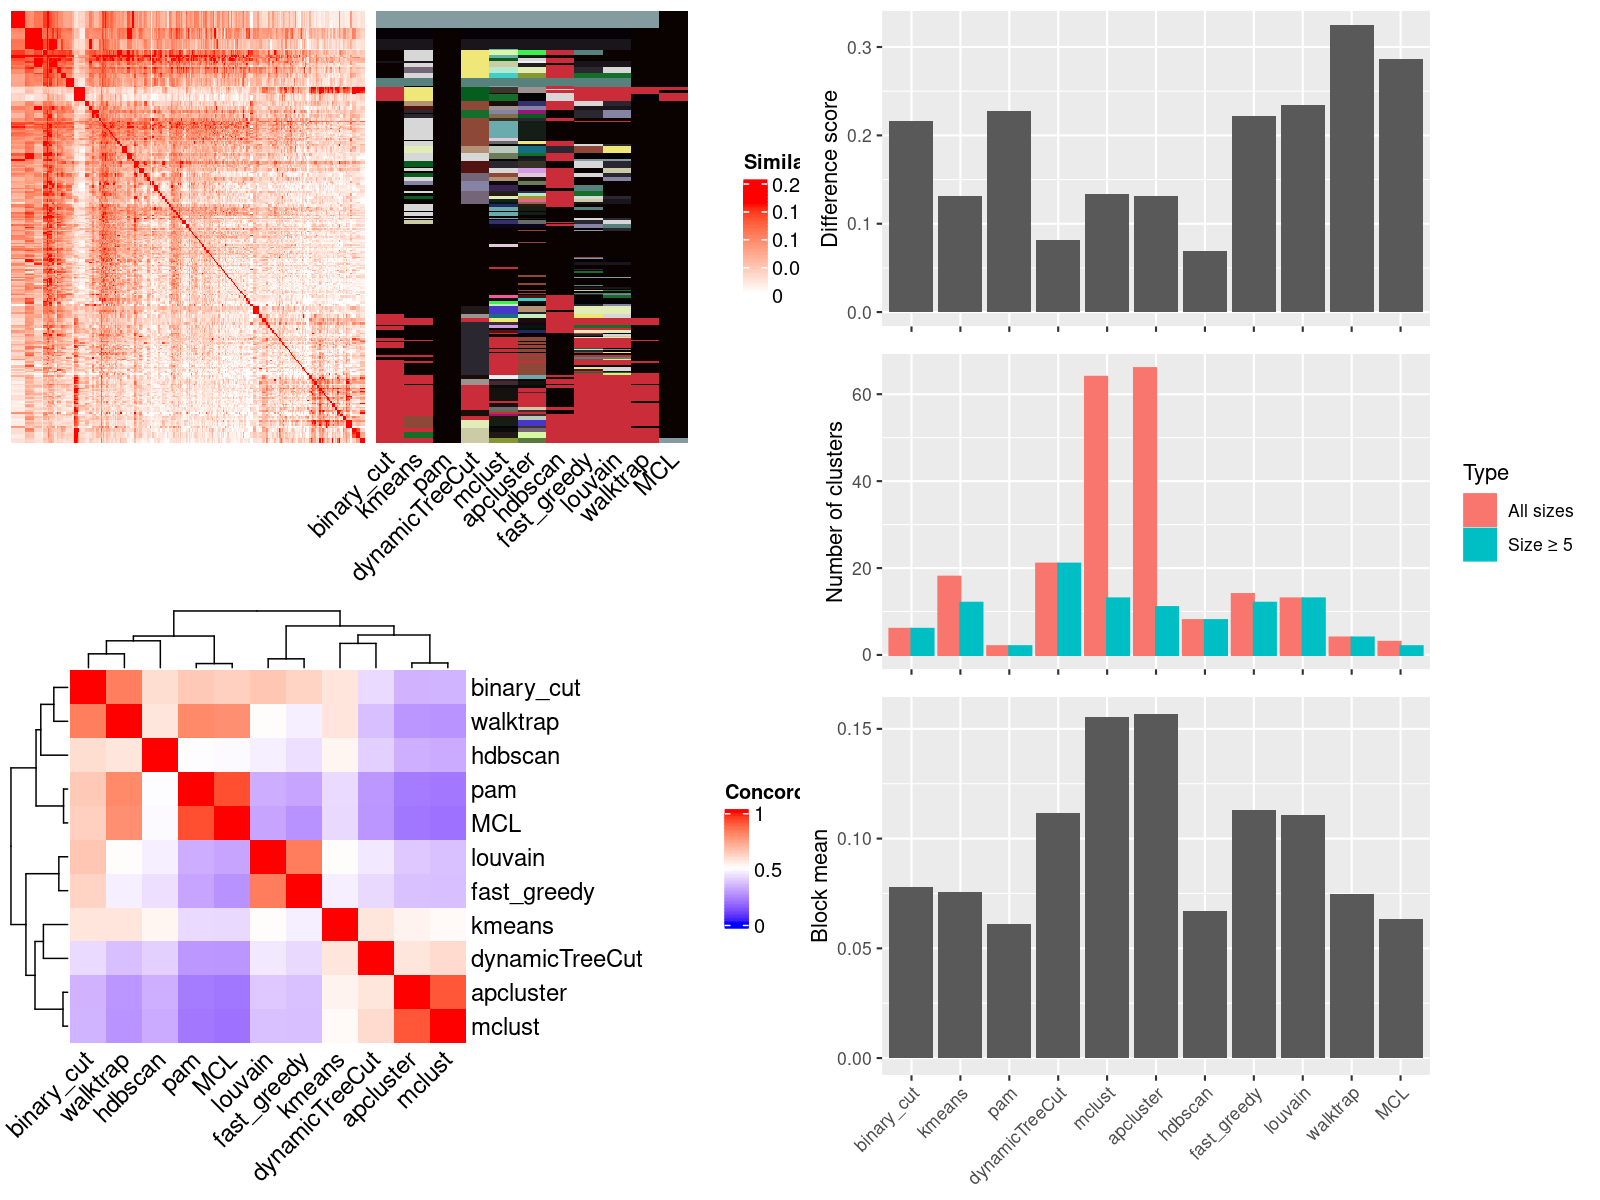 Simila
0.2
0.1
0.1
0.0
0
binary_cut
kmeans
pam
dynamicTreeCut
mclust
apcluster
hdbscan
fast_greedy
louvain
walktrap
MCL
binary_cut
walktrap
hdbscan
pam
MCL
louvain
fast_greedy
kmeans
dynamicTreeCut
apcluster
mclust
binary_cut
walktrap
hdbscan
pam
MCL
louvain
fast_greedy
kmeans
dynamicTreeCut
apcluster
mclust
Concord
1
0.5
0
Difference score
0.3
0.2
0.1
0.0
Number of clusters
60
40
20
0
Type
All sizes
Size ≥ 5
Block mean
0.15
0.10
0.05
0.00
binary_cut
kmeans
pam
dynamicTreeCut
mclust
apcluster
hdbscan
fast_greedy
louvain
walktrap
MCL